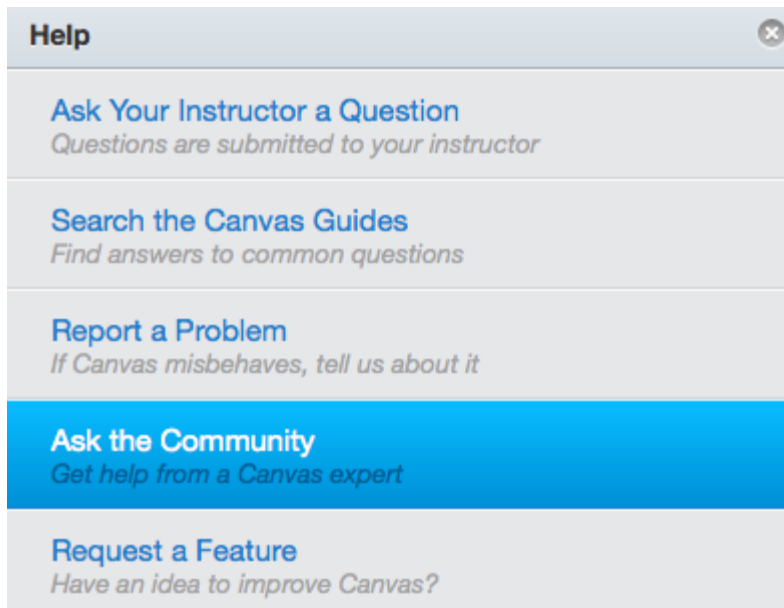 Help
Ask Your Instructor a Question
Questions are submitted to your instructor
Search the Canvas Guides
Find answers to common questions
Report a Problem
If Canvas misbehaves, tell us about it
Ask the Community
Get help from a Canvas expert
Request a Feature
Have an idea to improve Canvas?